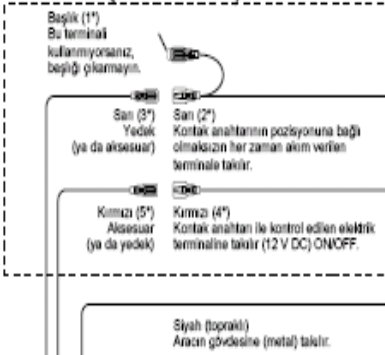 Başlık (1*)
Bu terminali
kullanmıyorsanız,
başlığı çıkarmayın.
Sarı (3*)
Yedek
(ya da aksesuar)
Sarı (2*)
Kontak anahtarının pozisyonuna bağlı
olmaksızın her zaman akım verilen
terminale takılır.
Kırmızı (5*)
Aksesuar
(ya da yedek)
Kırmızı (4*)
Kontak anahtarı ile kontrol edilen elektrik
terminaline takılır (12 V DC) ON/OFF.
Siyah (topraklı)
Aracın gövdesine (metal) takılır.